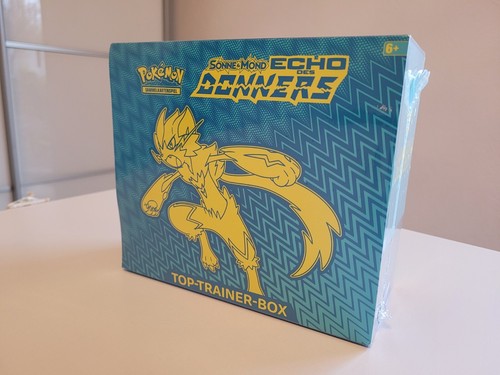 6+
POKÉMON
SAMMELKARTENSPIEL
SONNE & MOND ECHO
DES
DONNERS
TOP-TRAINER-BOX